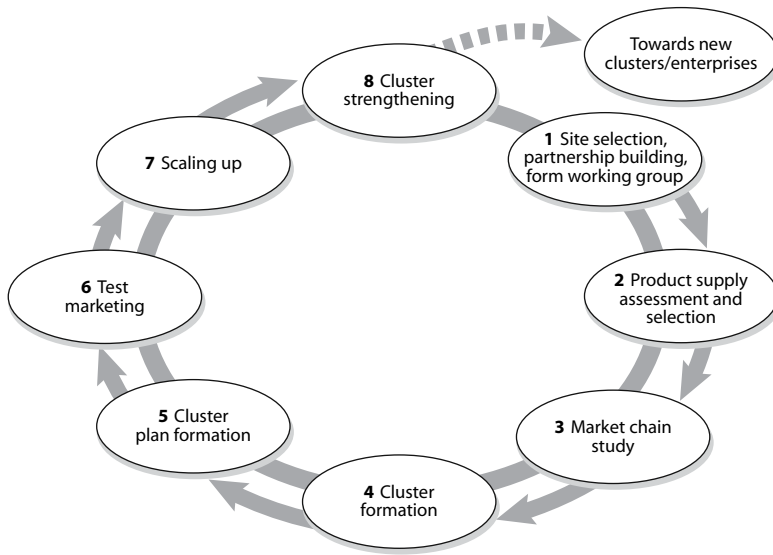 Towards new
clusters/enterprises
8 Cluster
strengthening
1 Site selection,
partnership building,
form working group
2 Product supply
assessment and
selection
3 Market chain
study
4 Cluster
formation
5 Cluster
plan formation
6 Test
marketing
7 Scaling up